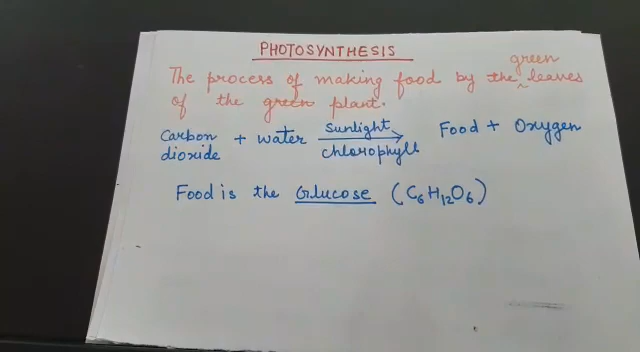 PHOTOSYNTHESIS
The process of making food by the ^ green leaves
of the green plant.
Carbon dioxide + water Sunlight chlorophyll Food + Oxygen
Food is the Glucose (C6H12O6)